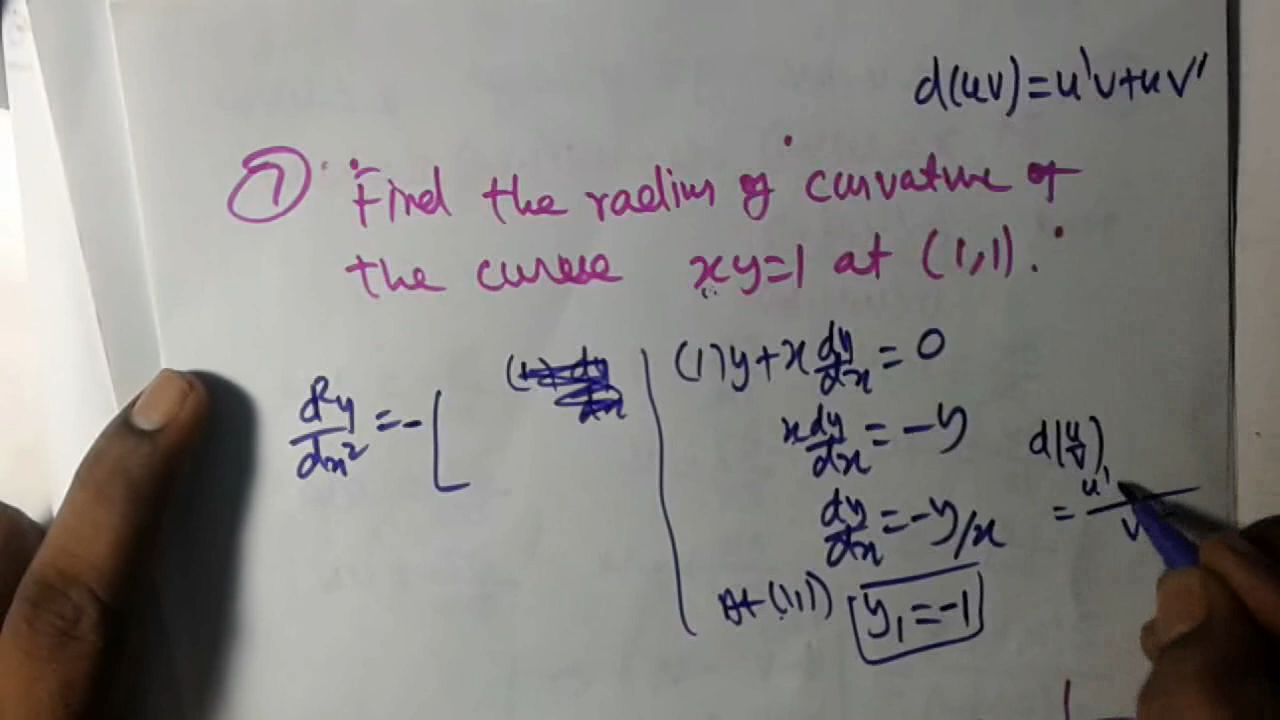 d(uv)=u'v+uv'
⑦ Find the radius of curvature of
the curve xy=1 at (1,1).
d²y/dx² = -[
(1)y+x dy/dx = 0
x dy/dx = -y
dy/dx = -y/x
At (1,1) y₁=-1
d(u/v)
= u'/v